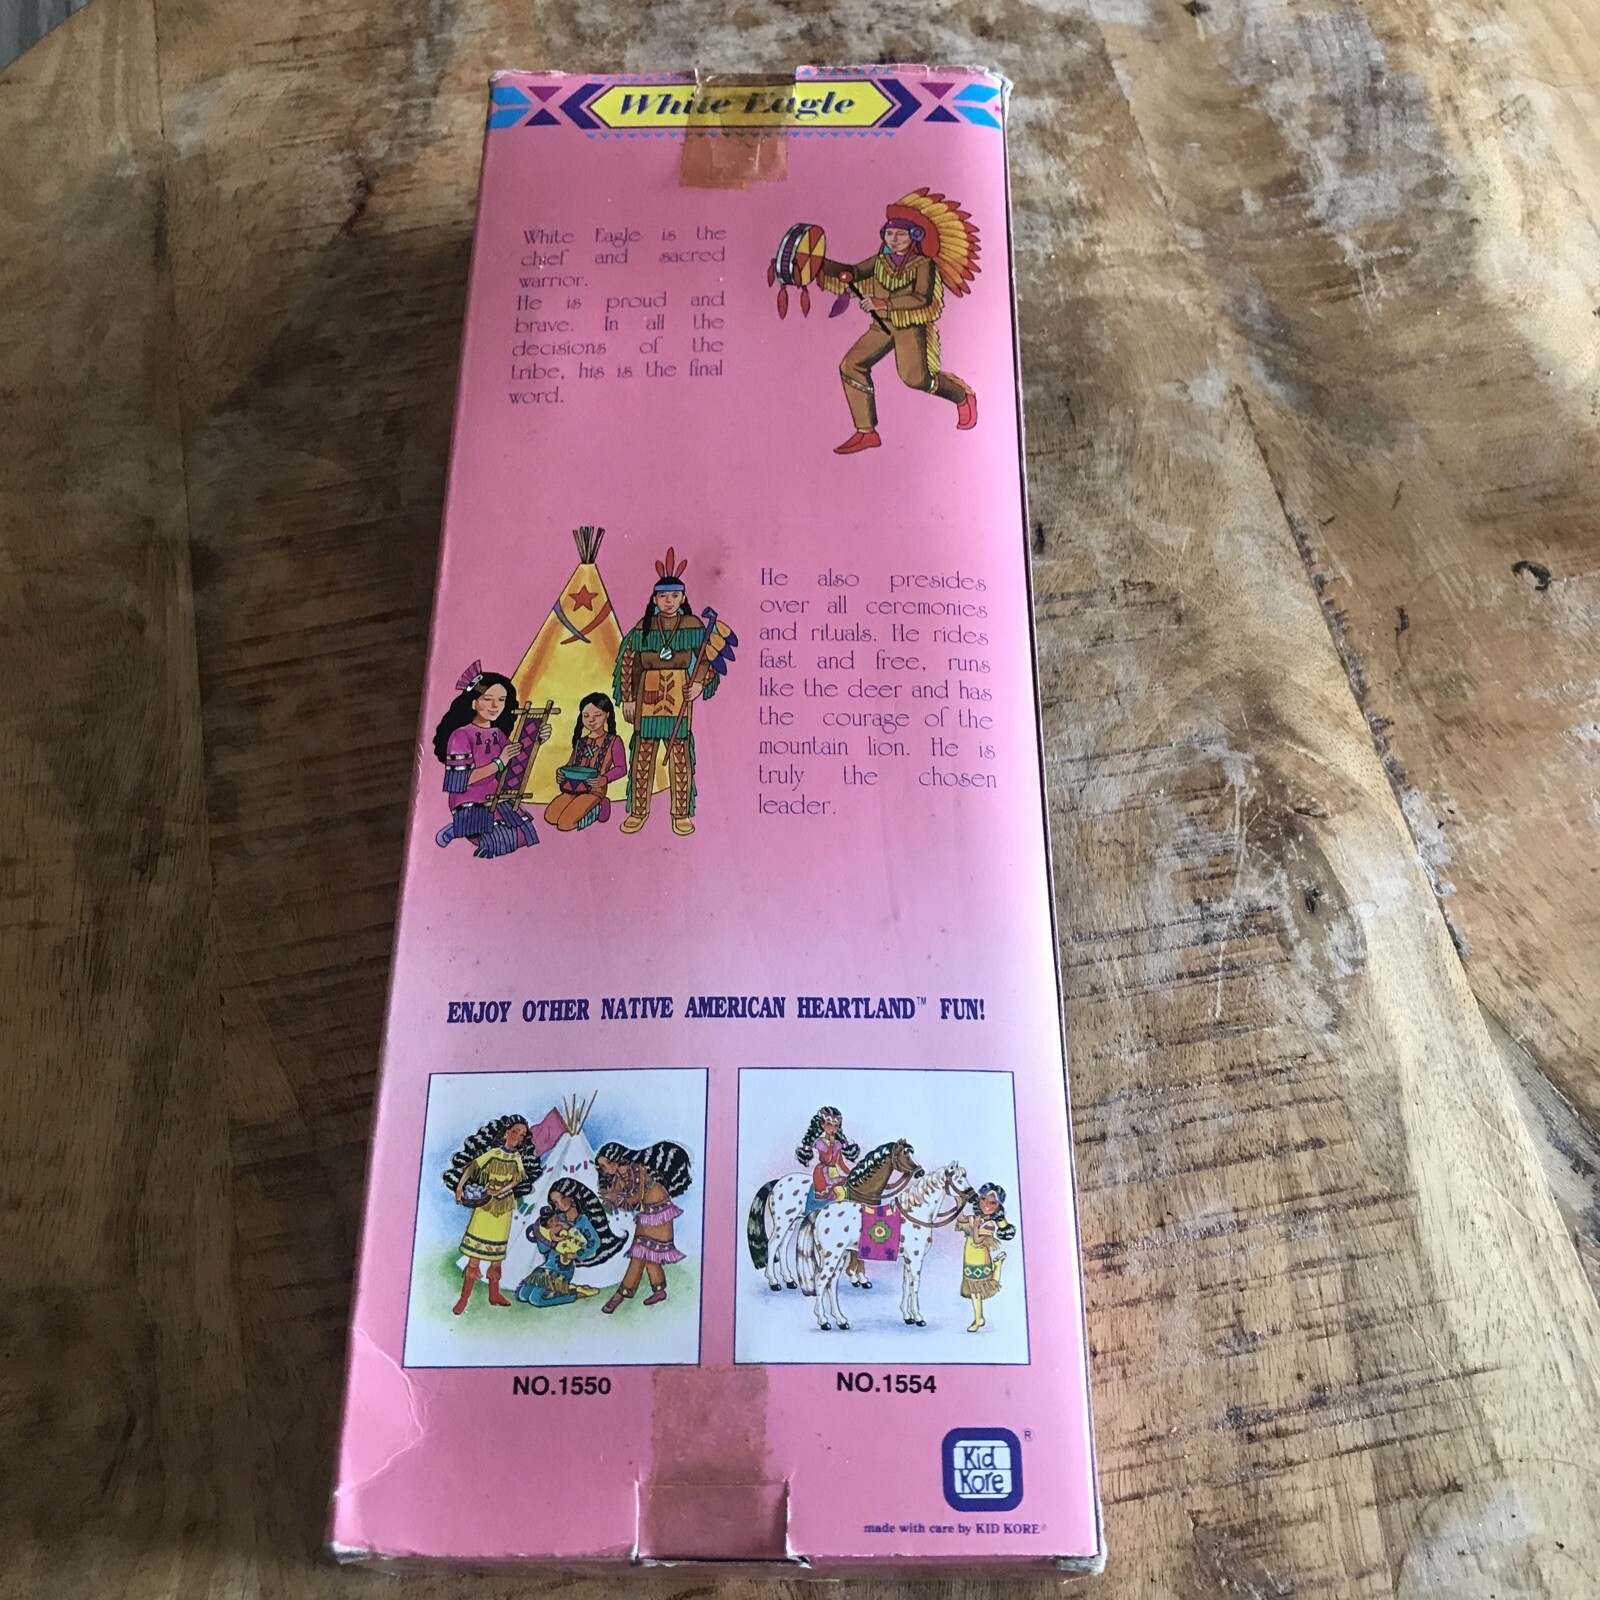 White Eagle
White Eagle is the
chief and sacred
warrior.
He is proud and
brave. In all the
decisions of the
tribe, his is the final
word.
He also presides
over all ceremonies
and rituals. He rides
fast and free, runs
like the deer and has
the courage of the
mountain lion. He is
truly the chosen
leader.
ENJOY OTHER NATIVE AMERICAN HEARTLAND™ FUN!
NO.1550
NO.1554
Kid
Kore
®
made with care by KID KORE®